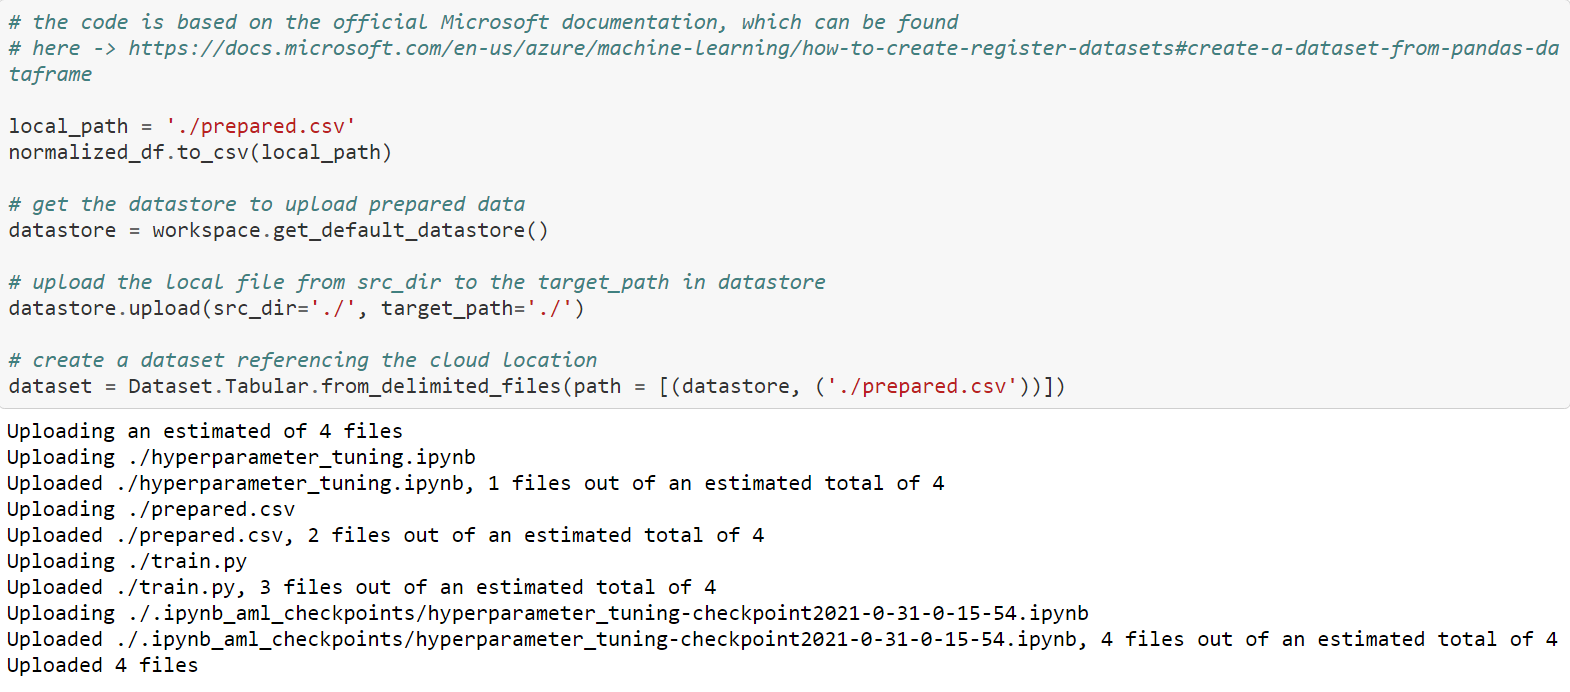 # the code is based on the official Microsoft documentation, which can be found
# here -> https://docs.microsoft.com/en-us/azure/machine-learning/how-to-create-register-datasets#create-a-dataset-from-pandas-da
taframe
local_path = './prepared.csv'
normalized_df.to_csv(local_path)
# get the datastore to upload prepared data
datastore = workspace.get_default_datastore()
# upload the local file from src_dir to the target_path in datastore
datastore.upload(src_dir='./', target_path='./')
# create a dataset referencing the cloud location
dataset = Dataset.Tabular.from_delimited_files(path = [(datastore, ('./prepared.csv'))])
Uploading an estimated of 4 files
Uploading ./hyperparameter_tuning.ipynb
Uploaded ./hyperparameter_tuning.ipynb, 1 files out of an estimated total of 4
Uploading ./prepared.csv
Uploaded ./prepared.csv, 2 files out of an estimated total of 4
Uploading ./train.py
Uploaded ./train.py, 3 files out of an estimated total of 4
Uploading ./.ipynb_aml_checkpoints/hyperparameter_tuning-checkpoint2021-0-31-0-15-54.ipynb
Uploaded ./.ipynb_aml_checkpoints/hyperparameter_tuning-checkpoint2021-0-31-0-15-54.ipynb, 4 files out of an estimated total of 4
Uploaded 4 files